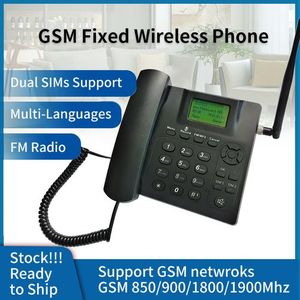 GSM Fixed Wireless Phone
Dual SIMs Support
Multi-Languages
FM Radio
Stock!!!
Ready
to Ship
Support GSM netwroks
GSM 850/900/1800/1900Mhz